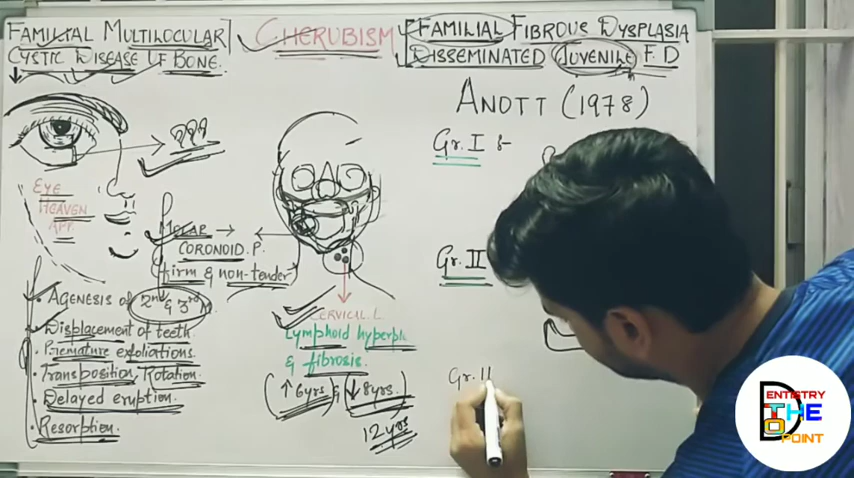 FAMILIAL MULTILOCULAR
CYSTIC DISEASE OF BONE.
CHERUBISM
FAMILIAL FIBROUS DYSPLASIA
DISSEMINATED JUVENILE F.D
ANOTT (1978)
Gr. I :-
Gr. II
Gr. II
???
EYE
HEAVEN
APP.
MOLAR →
CORONOID. P.
firm & non-tender
• AGENESIS OF 2nd & 3rd M
• Displacement of teeth
• Premature exfoliations
• Transposition, Rotation
• Delayed eruption.
• Resorption.
CERVICAL L.
Lymphoid hyperpl
& fibrosis.
(↑ 6yrs) & (↓ 8yrs.)
12yrs
DENTISTRY
THE
TO
POINT